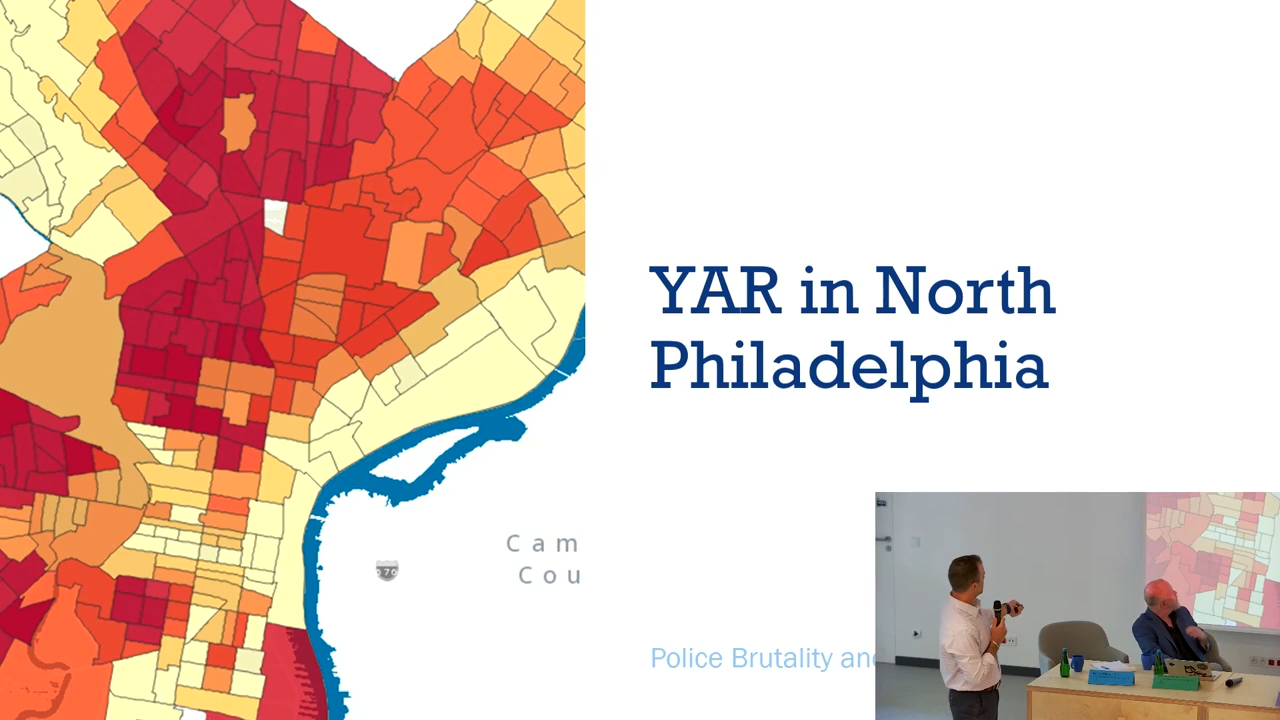 YAR in North
Philadelphia
Cam
Cou
Police Brutality and